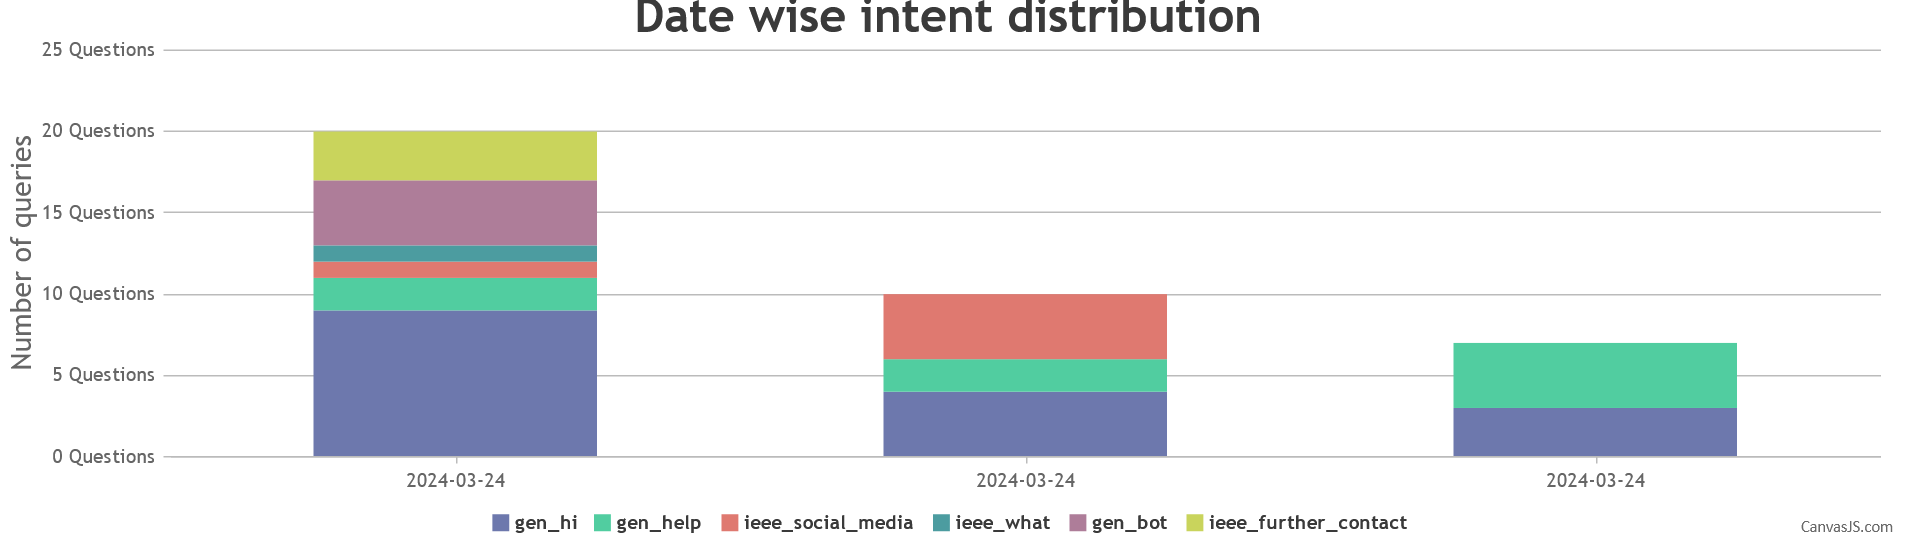 Date wise intent distribution
Number of queries
25 Questions
20 Questions
15 Questions
10 Questions
5 Questions
0 Questions
2024-03-24 2024-03-24 2024-03-24
gen_hi gen_help ieee_social_media ieee_what gen_bot ieee_further_contact
CanvasJS.com